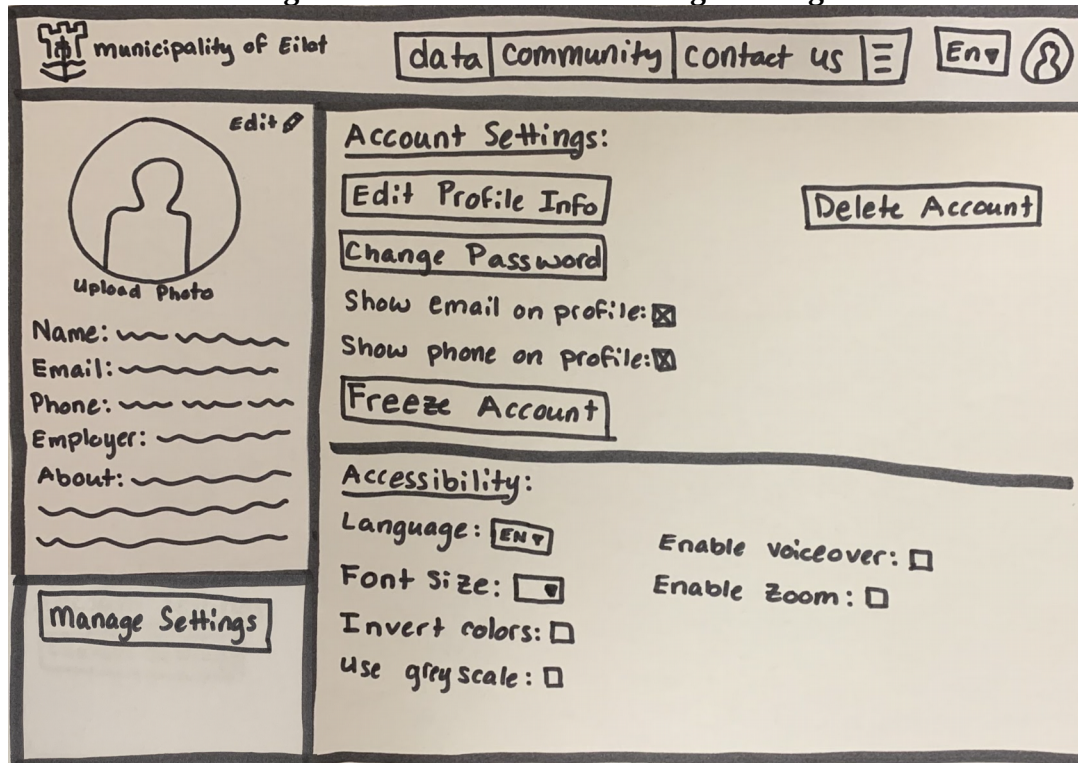 municipality of Eilat
data community contact us
En
Edit
Upload Photo
Name:
Email:
Phone:
Employer:
About:
Manage Settings
Account Settings:
Edit Profile Info
Delete Account
Change Password
Show email on profile:
Show phone on profile:
Freeze Account
Accessibility:
Language: EN
Font Size:
Invert colors:
use greyscale:
Enable voiceover:
Enable Zoom: